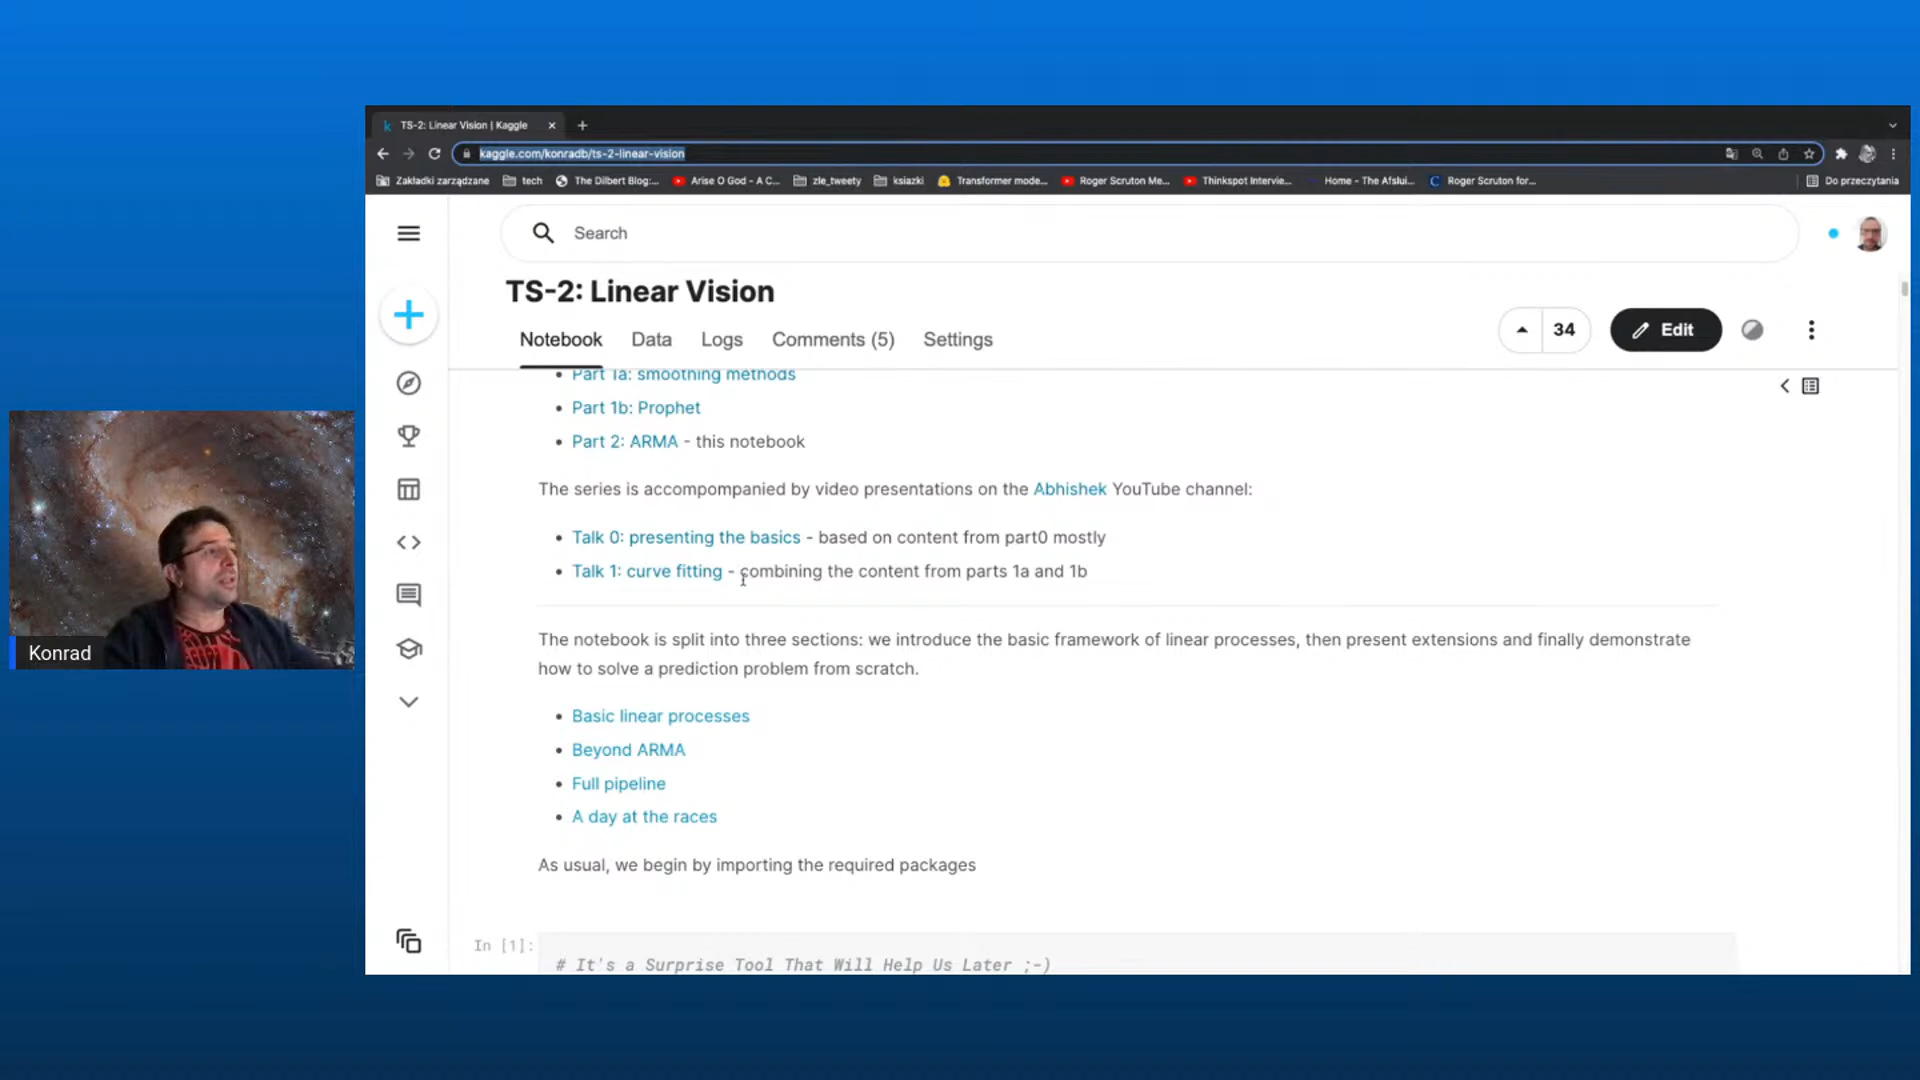 TS-2: Linear Vision | Kaggle
kaggle.com/konradb/ts-2-linear-vision
Zakładki zarządzane tech The Dilbert Blog:... Arise O God - A C... zle_tweety ksiazki Transformer mode... Roger Scruton Me... Thinkspot Intervie... Home - The Afslui... Roger Scruton for... Do przeczytania
Search
TS-2: Linear Vision
Notebook Data Logs Comments (5) Settings
34 Edit
Part 1a: smoothing methods
Part 1b: Prophet
Part 2: ARMA - this notebook
The series is accompompanied by video presentations on the Abhishek YouTube channel:
Talk 0: presenting the basics - based on content from part0 mostly
Talk 1: curve fitting - combining the content from parts 1a and 1b
The notebook is split into three sections: we introduce the basic framework of linear processes, then present extensions and finally demonstrate
how to solve a prediction problem from scratch.
Basic linear processes
Beyond ARMA
Full pipeline
A day at the races
As usual, we begin by importing the required packages
In [1]:
# It's a Surprise Tool That Will Help Us Later ;-)
Konrad